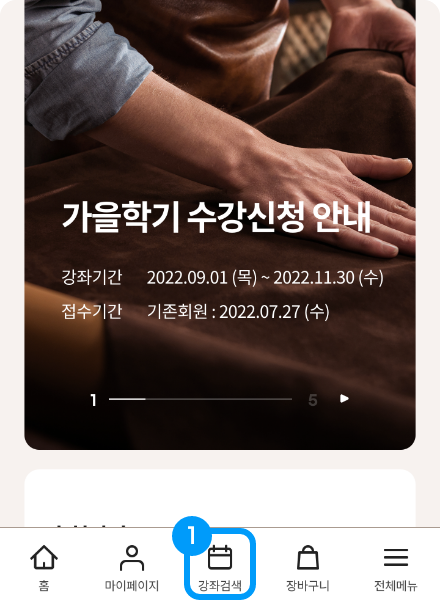 가을학기 수강신청 안내
강좌기간 2022.09.01 (목) ~ 2022.11.30 (수)
접수기간 기존회원 : 2022.07.27 (수)
1 5
1
홈 마이페이지 강좌검색 장바구니 전체메뉴